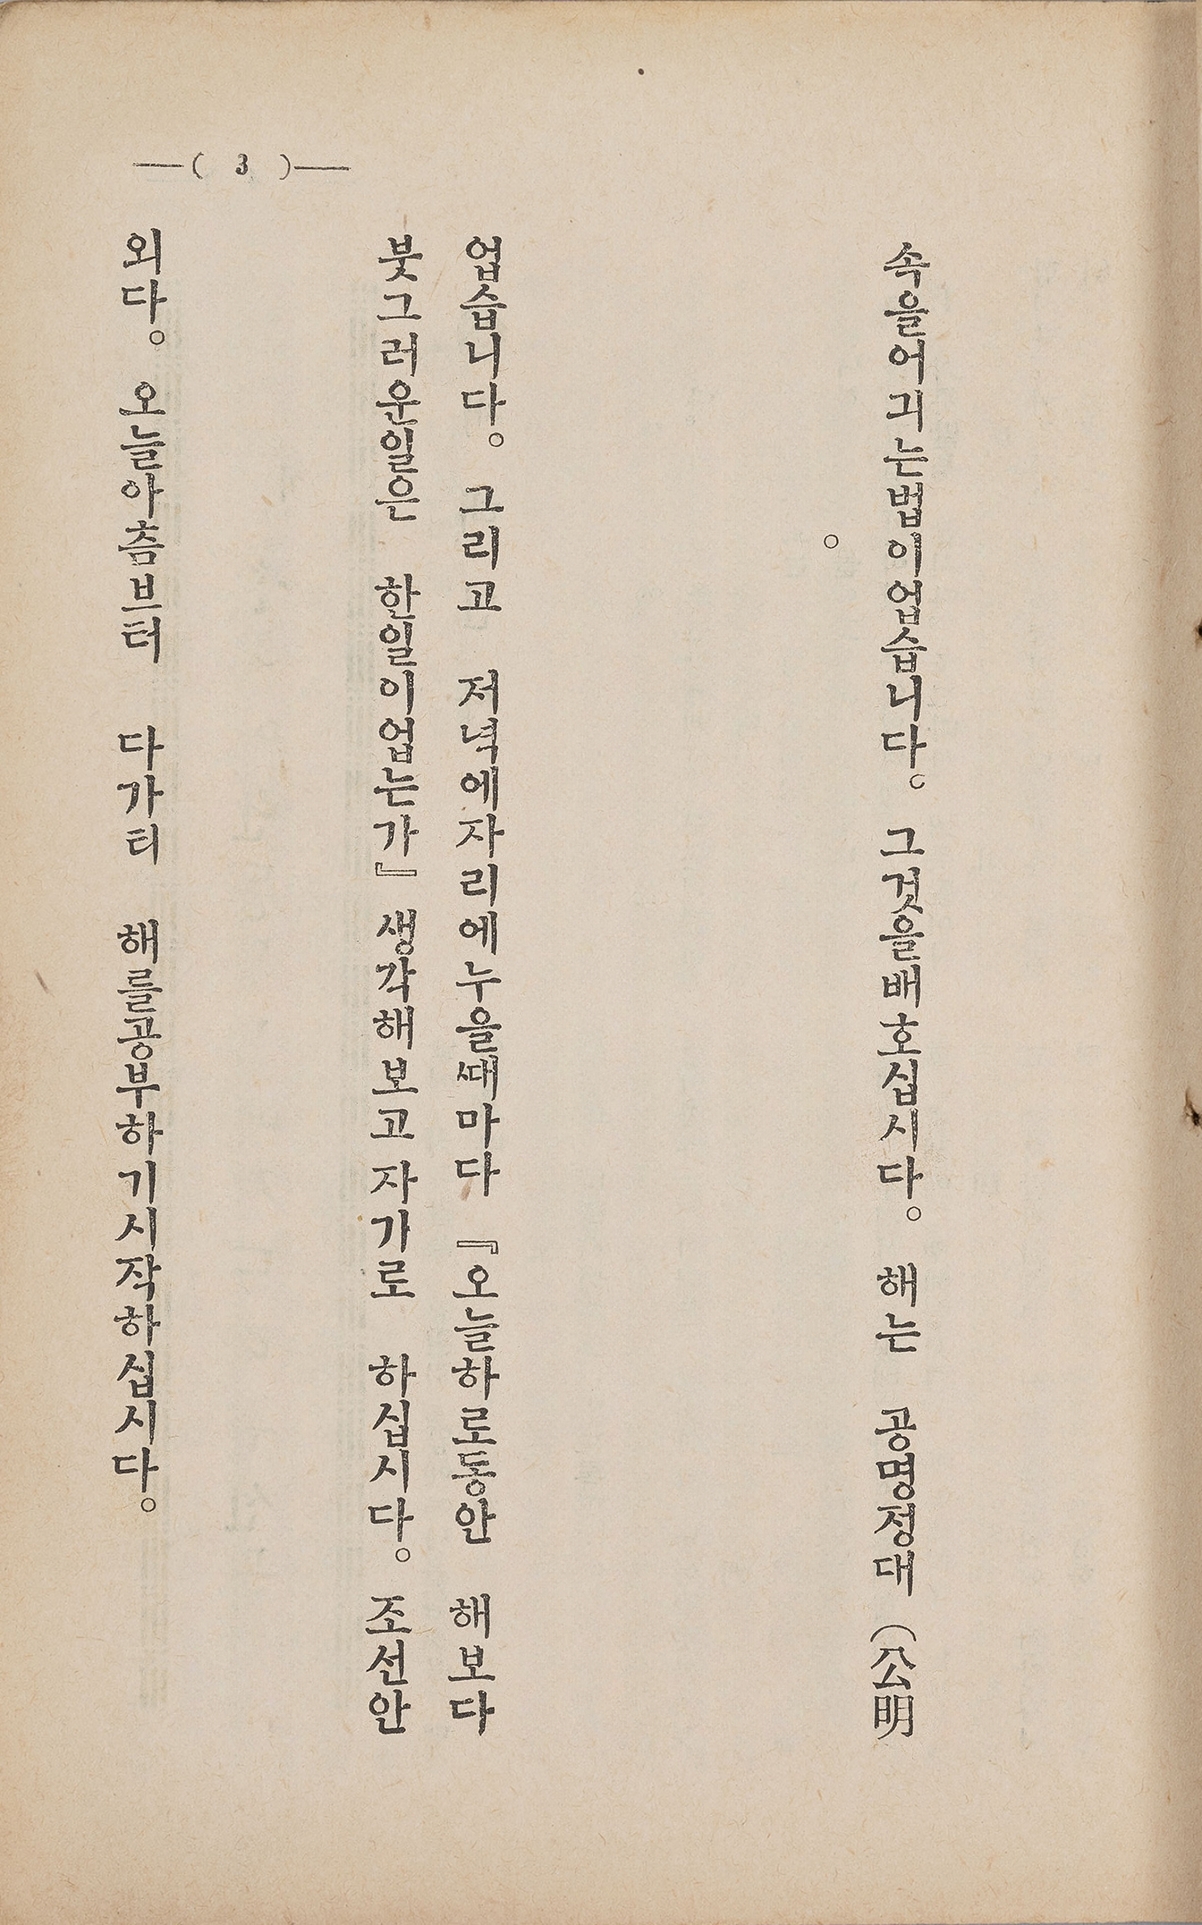 —( 3 )—
속을어긔는법이업습니다。 그것을배호십시다。 해는 공명정대 (公明
。
업습니다。 그리고 저녁에자리에누을ᄯᅢ마다 『오늘하로동안 해보다
붓그러운일은 한일이업는가』 생각해보고 자가로 하십시다。 조선안
외다。 오늘아츰브터 다가티 해를공부하기시작하십시다。